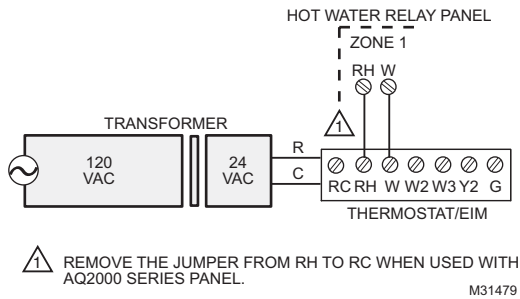 HOT WATER RELAY PANEL
ZONE 1
RH W
TRANSFORMER
1
120
VAC
24
VAC
R
C
RC RH W W2 W3 Y2 G
THERMOSTAT/EIM
1 REMOVE THE JUMPER FROM RH TO RC WHEN USED WITH
AQ2000 SERIES PANEL.
M31479